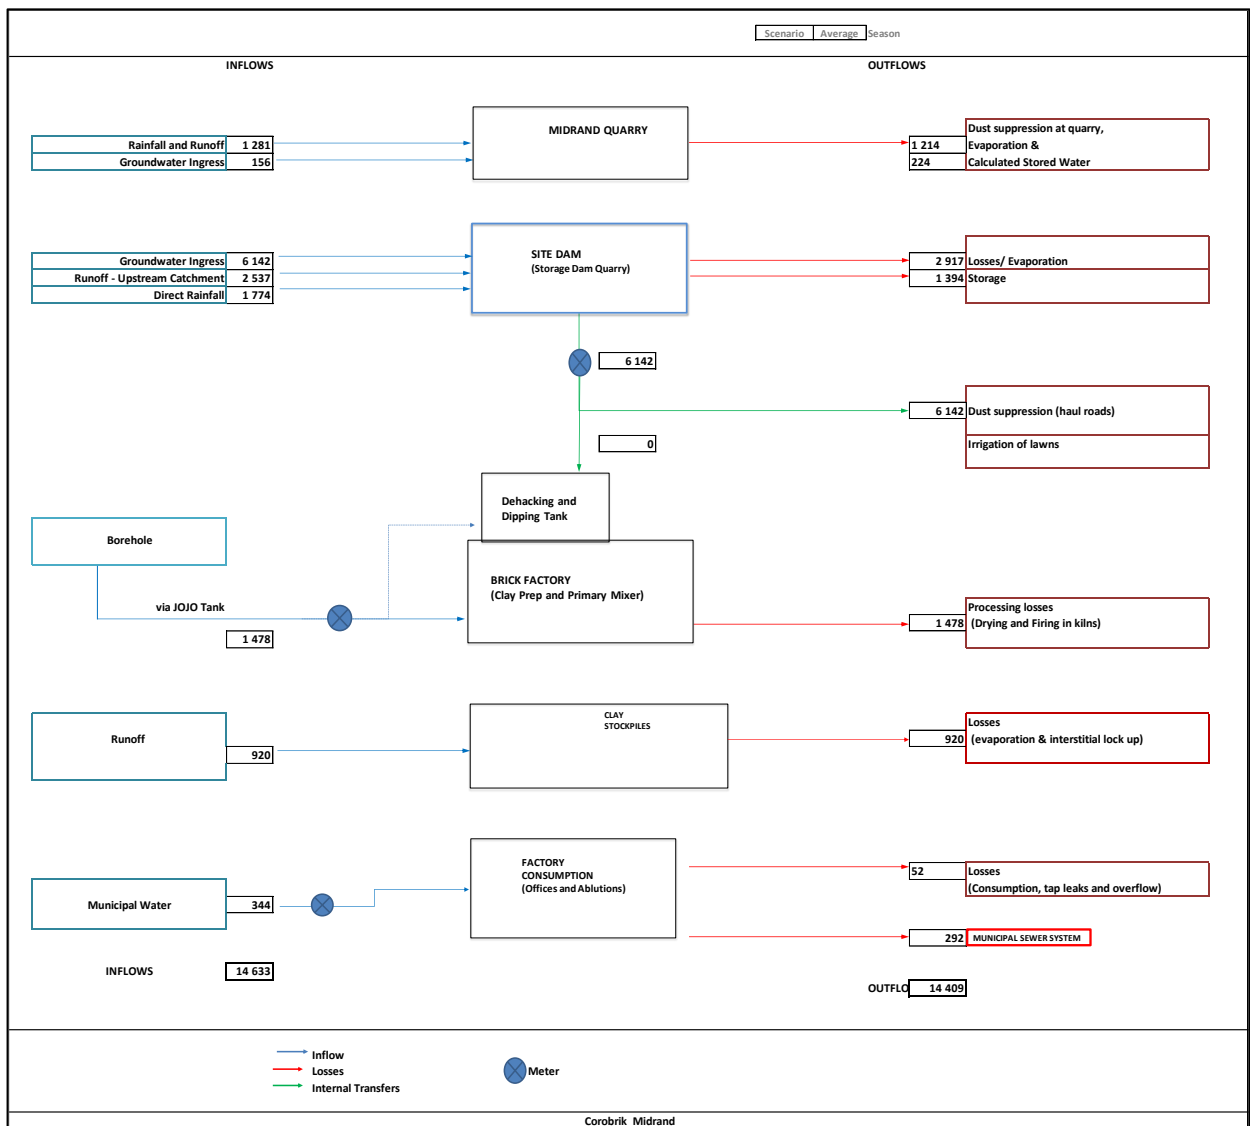 Scenario Average Season
INFLOWS OUTFLOWS
MIDRAND QUARRY
Rainfall and Runoff 1 281
Groundwater Ingress 156
Dust suppression at quarry,
1 214 Evaporation &
224 Calculated Stored Water
SITE DAM
(Storage Dam Quarry)
Groundwater Ingress 6 142
Runoff - Upstream Catchment 2 537
Direct Rainfall 1 774
2 917 Losses/ Evaporation
1 394 Storage
6 142
6 142 Dust suppression (haul roads)
0
Irrigation of lawns
Dehacking and
Dipping Tank
Borehole
BRICK FACTORY
(Clay Prep and Primary Mixer)
via JOJO Tank
1 478
Processing losses
1 478 (Drying and Firing in kilns)
CLAY
STOCKPILES
Runoff
920
Losses
920 (evaporation & interstitial lock up)
FACTORY
CONSUMPTION
(Offices and Ablutions)
Municipal Water 344
52 Losses
(Consumption, tap leaks and overflow)
292 MUNICIPAL SEWER SYSTEM
INFLOWS 14 633
OUTFLO 14 409
Inflow
Losses
Internal Transfers
Meter
Corobrik Midrand